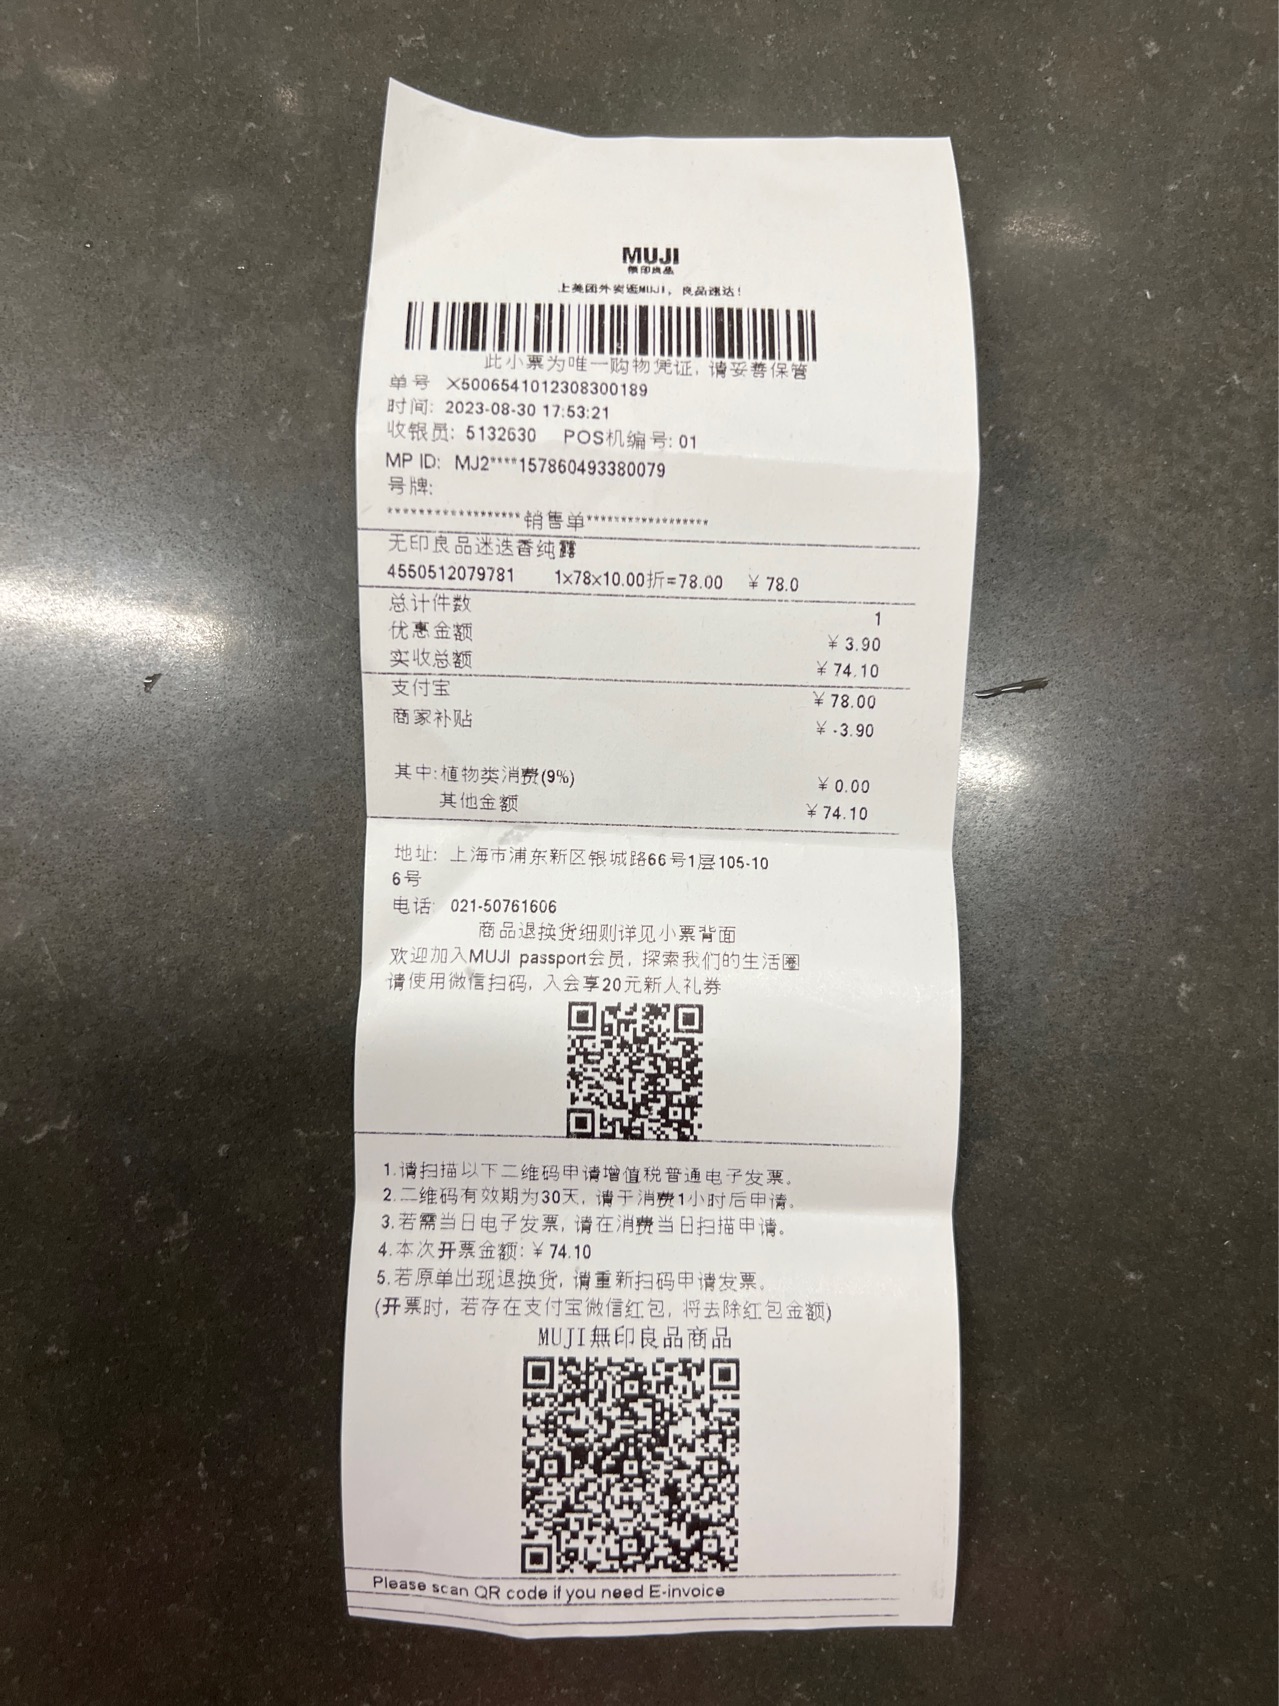 MUJI
無印良品
上美团外卖逛MUJI，良品速达！
此小票为唯一购物凭证, 请妥善保管
单号 X5006541012308300189
时间: 2023-08-30 17:53:21
收银员: 5132630 POS机编号: 01
MP ID: MJ2****157860493380079
号牌:
*******************销售单*****************
无印良品迷迭香纯露
4550512079781 1x78x10.00折=78.00 ￥ 78.0
总计件数 1
优惠金额 ￥ 3.90
实收总额 ￥ 74.10
支付宝 ￥ 78.00
商家补贴 ￥ -3.90
其中: 植物类消费(9%) ￥ 0.00
其他金额 ￥ 74.10
地址: 上海市浦东新区银城路66号1层105-10
6号
电话: 021-50761606
商品退换货细则详见小票背面
欢迎加入MUJI passport会员, 探索我们的生活圈
请使用微信扫码, 入会享20元新人礼券
1.请扫描以下二维码申请增值税普通电子发票。
2.二维码有效期为30天, 请于消费1小时后申请。
3.若需当日电子发票, 请在消费当日扫描申请。
4.本次开票金额: ￥ 74.10
5.若原单出现退换货, 请重新扫码申请发票。
(开票时, 若存在支付宝微信红包, 将去除红包金额)
MUJI無印良品商品
Please scan QR code if you need E-invoice